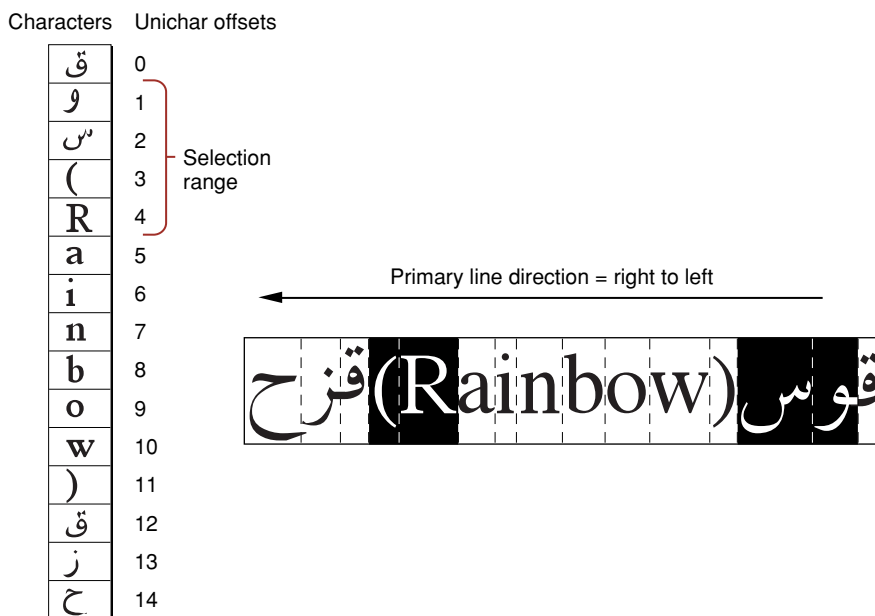 Characters Unichar offsets
ق 0
و 1
س 2
( 3
R 4
a 5
i 6
n 7
b 8
o 9
w 10
) 11
ق 12
ز 13
ح 14
Selection
range
Primary line direction = right to left
قوس(Rainbow)قزح